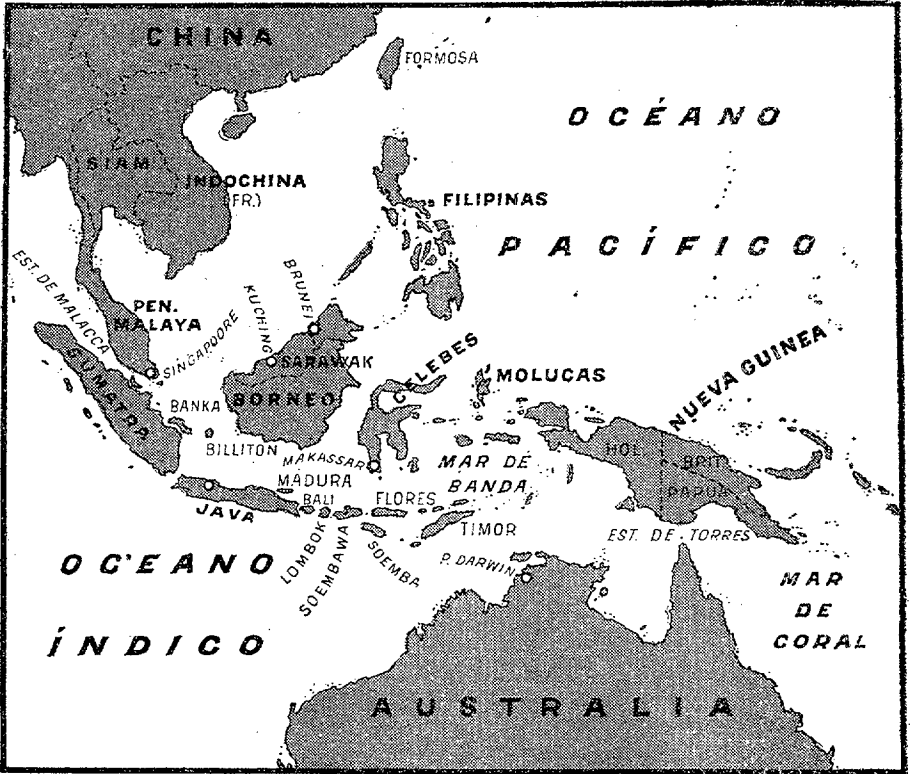 CHINA
FORMOSA
OCÉANO
SIAM
INDOCHINA
(FR.)
FILIPINAS
PACÍFICO
EST. DE MALACCA
PEN.
MALAYA
SINGAPOORE
KUCHING
BRUNEI
SARAWAK
SUMATRA
BORNEO
CELEBES
MOLUCAS
NUEVA GUINEA
BANKA
BILLITON
MAKASSAR
MAR DE
BANDA
HOL.
BRIT.
PAPUA
MADURA
BALI
FLORES
JAVA
TIMOR
EST. DE TORRES
LOMBOK
SOEMBAWA
SOEMBA
P. DARWIN
OCEANO
ÍNDICO
MAR
DE
CORAL
AUSTRALIA